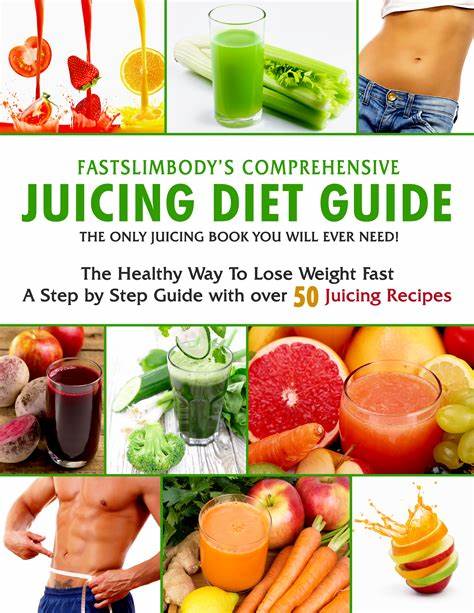 FASTSLIMBODY'S COMPREHENSIVE
JUICING DIET GUIDE
THE ONLY JUICING BOOK YOU WILL EVER NEED!
The Healthy Way To Lose Weight Fast
A Step by Step Guide with over 50 Juicing Recipes